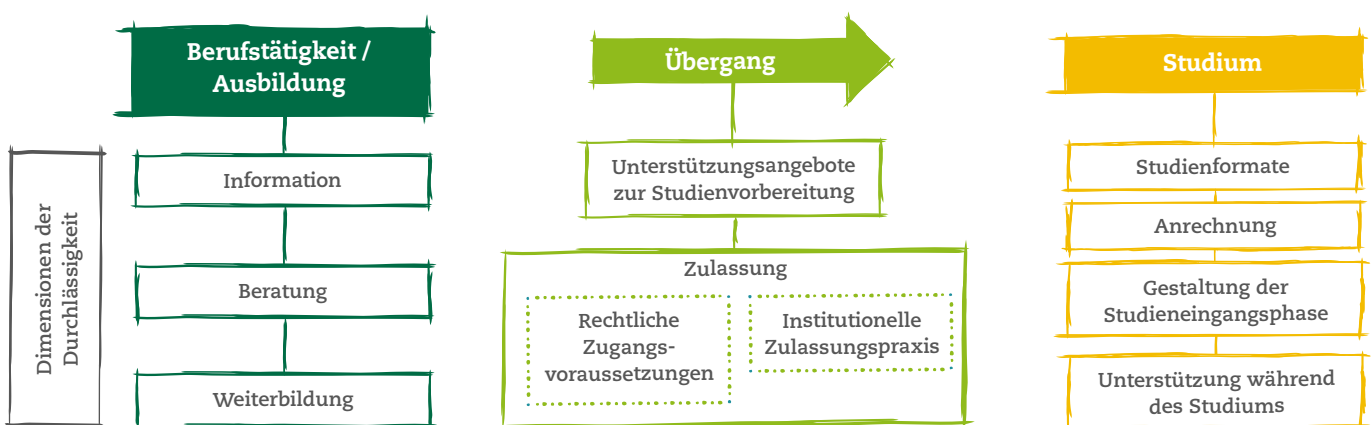 Dimensionen der
Durchlässigkeit
Berufstätigkeit /
Ausbildung
Information
Beratung
Weiterbildung
Übergang
Unterstützungsangebote
zur Studienvorbereitung
Zulassung
Rechtliche
Zugangs-
voraussetzungen
Institutionelle
Zulassungspraxis
Studium
Studienformate
Anrechnung
Gestaltung der
Studieneingangsphase
Unterstützung während
des Studiums